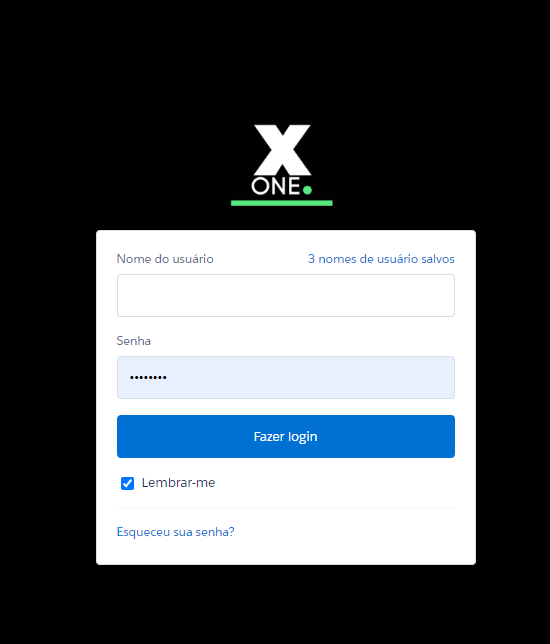 X
ONE.
Nome do usuário 3 nomes de usuário salvos
Senha
••••••••
Fazer login
Lembrar-me
Esqueceu sua senha?